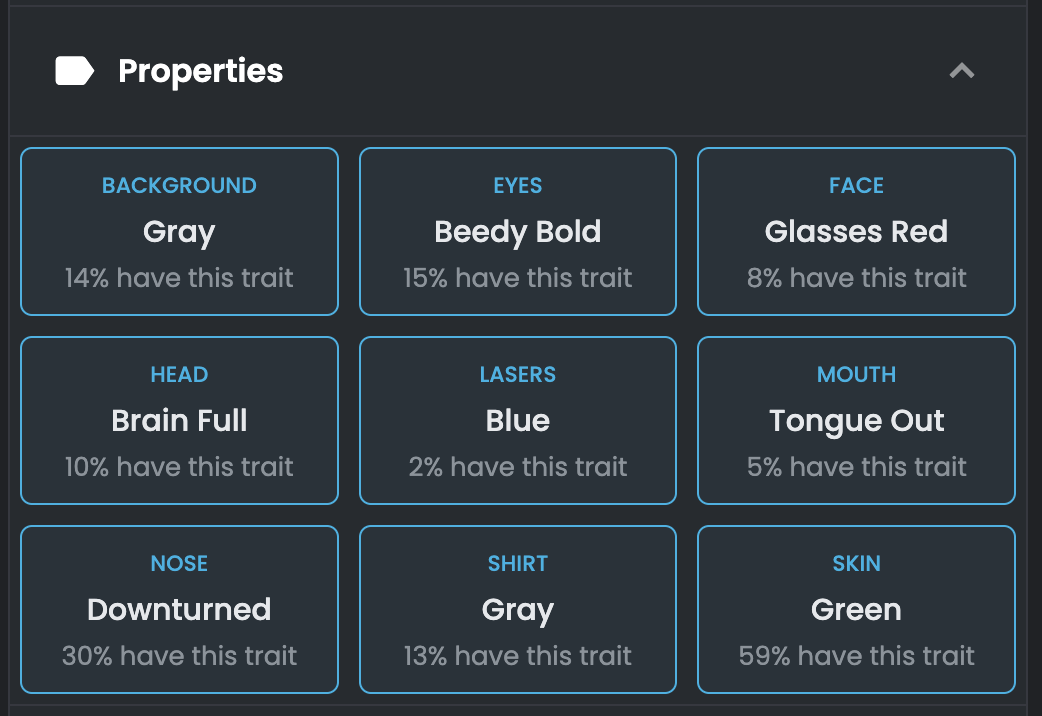 Properties
BACKGROUND
Gray
14% have this trait
EYES
Beedy Bold
15% have this trait
FACE
Glasses Red
8% have this trait
HEAD
Brain Full
10% have this trait
LASERS
Blue
2% have this trait
MOUTH
Tongue Out
5% have this trait
NOSE
Downturned
30% have this trait
SHIRT
Gray
13% have this trait
SKIN
Green
59% have this trait